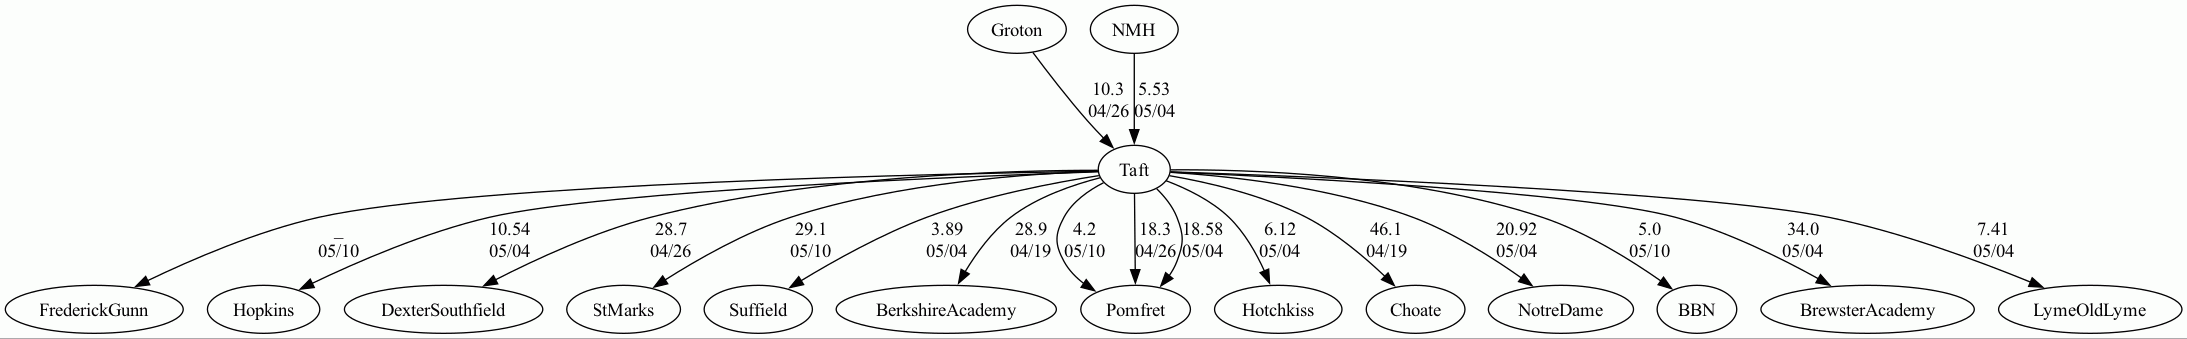 Groton NMH
10.3 5.53
04/26 05/04
Taft
_ 10.54 28.7 29.1 3.89 28.9 4.2 18.3 18.58 6.12 46.1 20.92 5.0 34.0 7.41
05/10 05/04 04/26 05/10 05/04 04/19 05/10 04/26 05/04 05/04 04/19 05/04 05/10 05/04 05/04
FrederickGunn Hopkins DexterSouthfield StMarks Suffield BerkshireAcademy Pomfret Hotchkiss Choate NotreDame BBN BrewsterAcademy LymeOldLyme